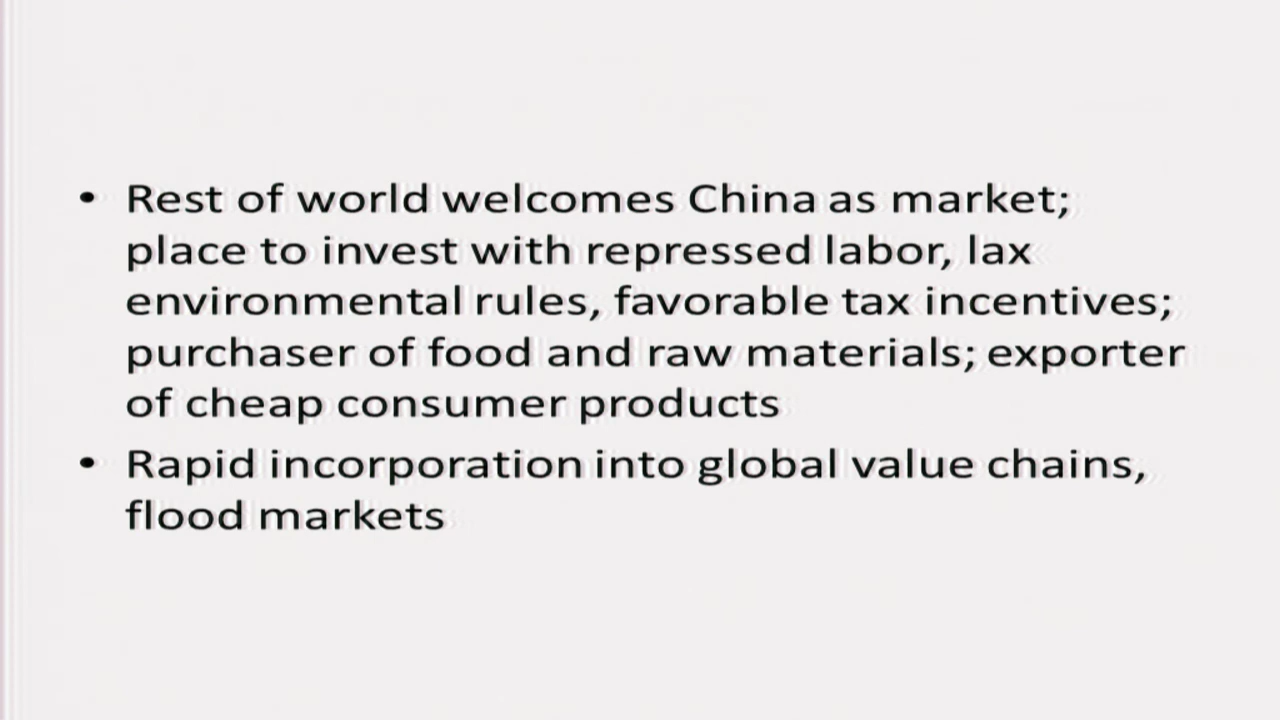 • Rest of world welcomes China as market;
place to invest with repressed labor, lax
environmental rules, favorable tax incentives;
purchaser of food and raw materials; exporter
of cheap consumer products
• Rapid incorporation into global value chains,
flood markets